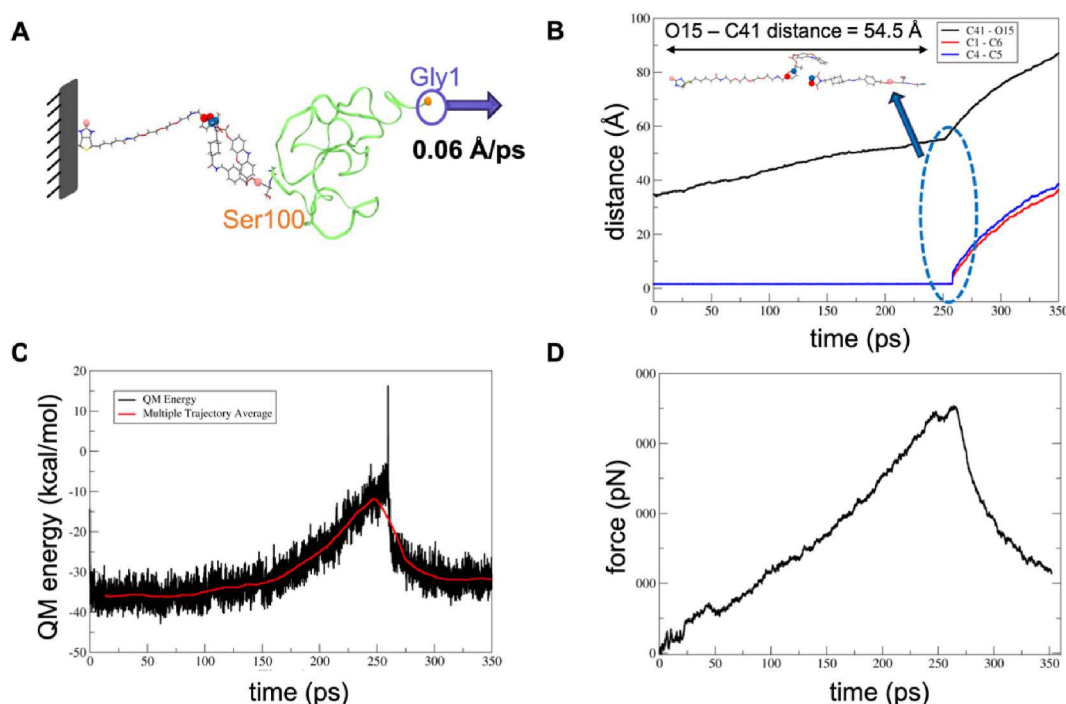 A
Gly1
0.06 Å/ps
Ser100
B
O15 – C41 distance = 54.5 Å
C41 - O15
C1 - C6
C4 - C5
100
80
60
40
20
0
distance (Å)
0 50 100 150 200 250 300 350
time (ps)
C
QM Energy
Multiple Trajectory Average
20
10
0
-10
-20
-30
-40
-50
QM energy (kcal/mol)
0 50 100 150 200 250 300 350
time (ps)
D
000
000
000
000
0
force (pN)
0 50 100 150 200 250 300 350
time (ps)